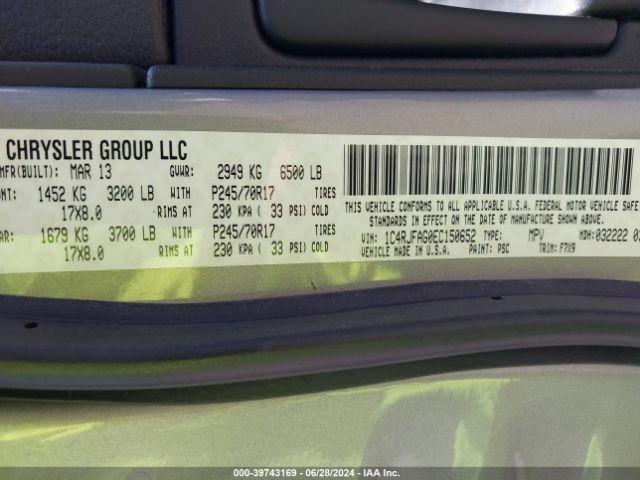 CHRYSLER GROUP LLC
MFR(BUILT): MAR 13 GVWR: 2949 KG 6500 LB
1452 KG 3200 LB WITH P245/70R17 TIRES
17X8.0 RIMS AT 230 KPA ( 33 PSI) COLD
1679 KG 3700 LB WITH P245/70R17 TIRES
17X8.0 RIMS AT 230 KPA ( 33 PSI) COLD
THIS VEHICLE CONFORMS TO ALL APPLICABLE U.S.A. FEDERAL MOTOR VEHICLE SAFE
STANDARDS IN EFFECT ON THE DATE OF MANUFACTURE SHOWN ABOVE.
VIN: 1C4RJFAG0EC150652 TYPE: MPV MDH: 032222
VEHICLE MADE IN U.S.A. PAINT: PSC TRIM: F7X9
000-39743169 - 06/28/2024 - IAA Inc.